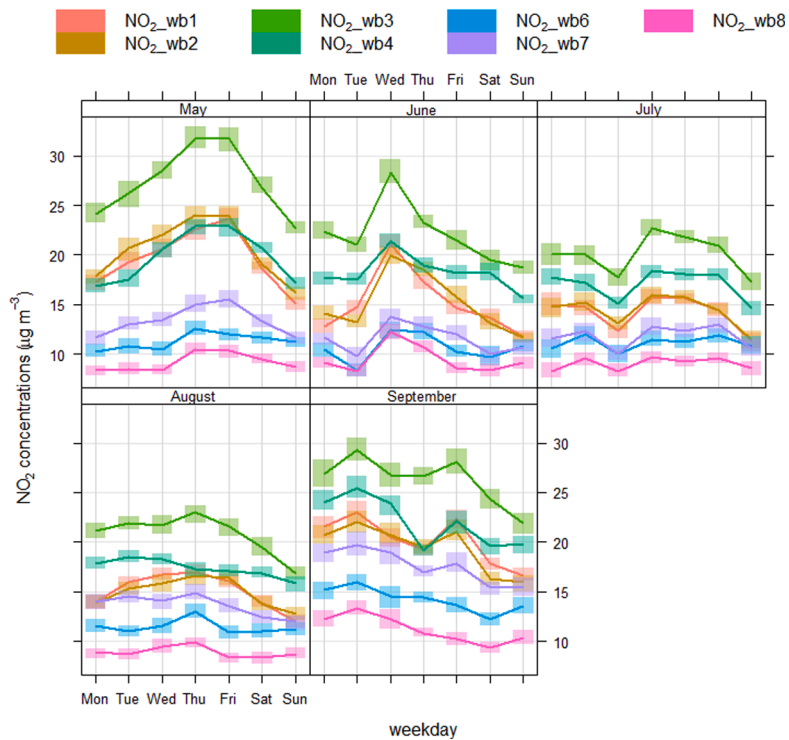 NO₂_wb1 NO₂_wb3 NO₂_wb6 NO₂_wb8
NO₂_wb2 NO₂_wb4 NO₂_wb7
Mon Tue Wed Thu Fri Sat Sun
May June July
30
25
20
15
10
August September
30
25
20
15
10
Mon Tue Wed Thu Fri Sat Sun
NO₂ concentrations (μg m⁻³)
weekday